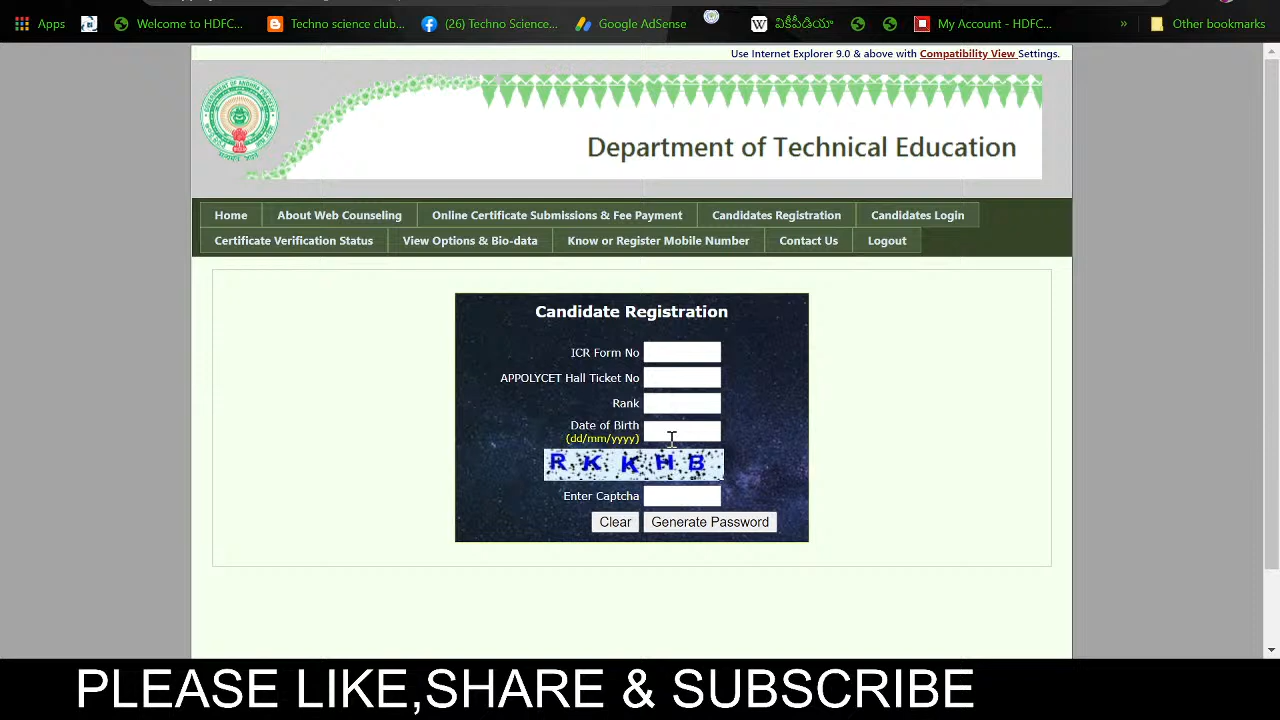 Apps Welcome to HDFC... Techno science club... (26) Techno Science... Google AdSense వికీపీడియా My Account - HDFC... » Other bookmarks
Use Internet Explorer 9.0 & above with Compatibility View Settings.
Department of Technical Education
Home About Web Counseling Online Certificate Submissions & Fee Payment Candidates Registration Candidates Login
Certificate Verification Status View Options & Bio-data Know or Register Mobile Number Contact Us Logout
Candidate Registration
ICR Form No
APPOLYCET Hall Ticket No
Rank
Date of Birth
(dd/mm/yyyy)
R K K H B
Enter Captcha
Clear Generate Password
PLEASE LIKE,SHARE & SUBSCRIBE